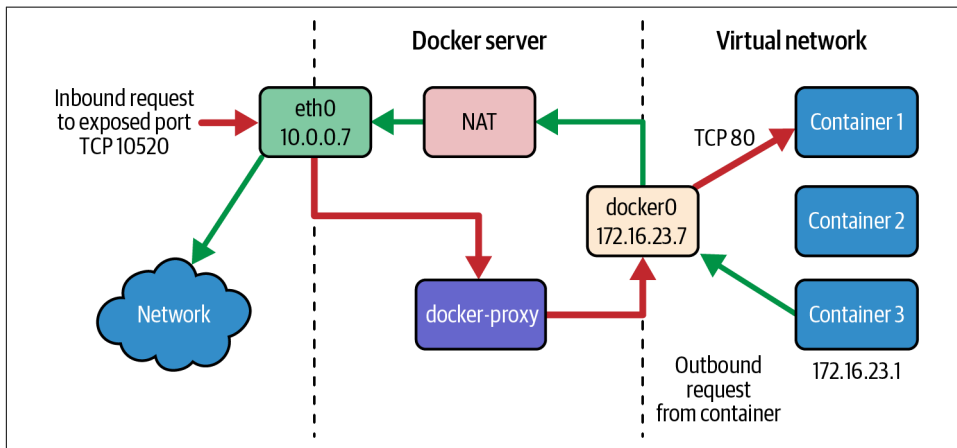 Docker server
Virtual network
Inbound request
to exposed port
TCP 10520
eth0
10.0.0.7
NAT
TCP 80
Container 1
docker0
172.16.23.7
Container 2
Network
docker-proxy
Container 3
172.16.23.1
Outbound
request
from container